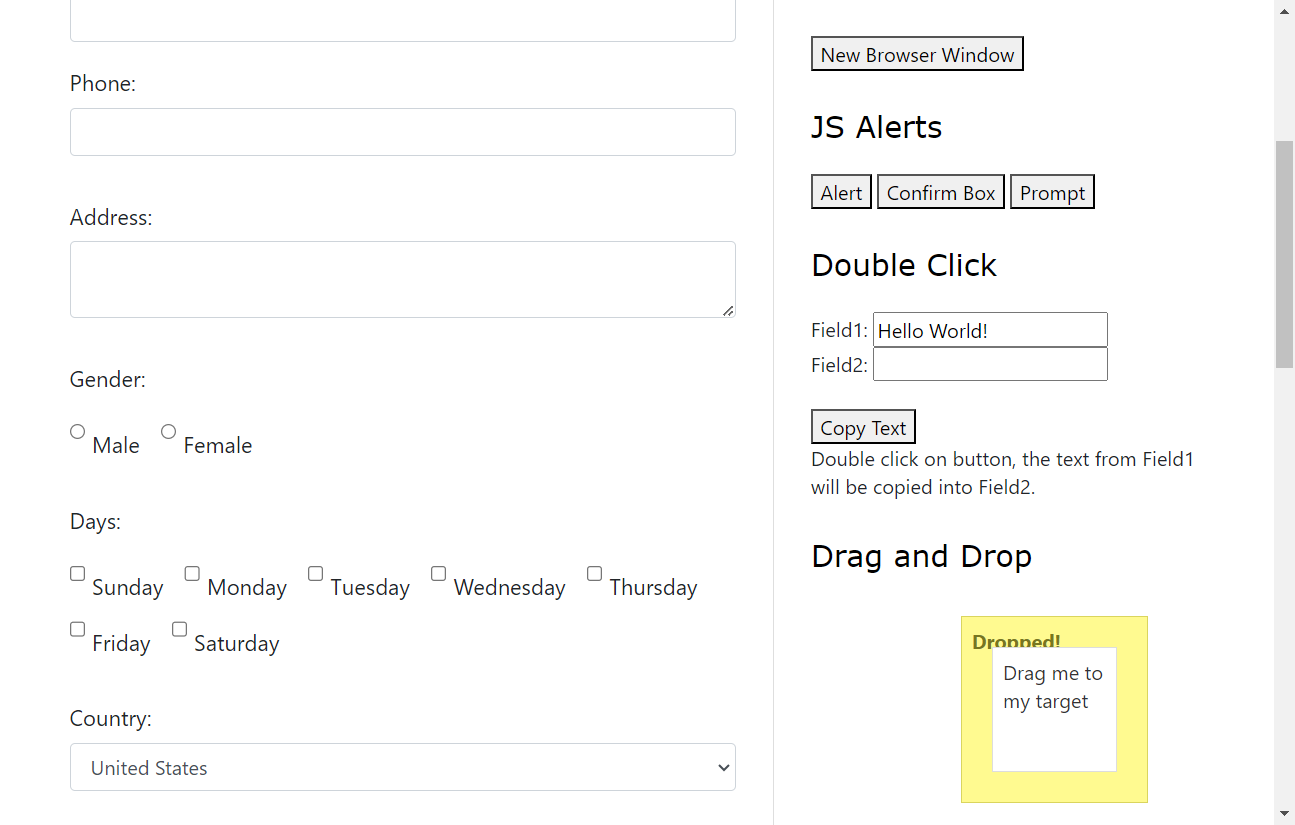 Phone:
Address:
Gender:
Male Female
Days:
Sunday Monday Tuesday Wednesday Thursday
Friday Saturday
Country:
United States
New Browser Window
JS Alerts
Alert Confirm Box Prompt
Double Click
Field1: Hello World!
Field2:
Copy Text
Double click on button, the text from Field1
will be copied into Field2.
Drag and Drop
Dropped!
Drag me to
my target